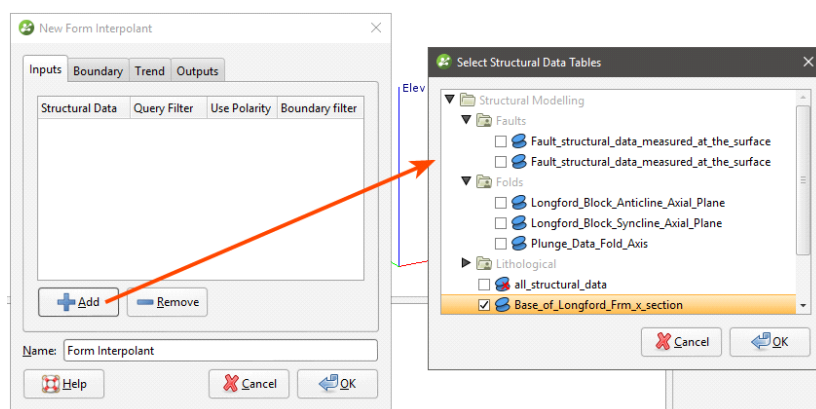 New Form Interpolant
Inputs Boundary Trend Outputs
Structural Data Query Filter Use Polarity Boundary filter
Add Remove
Name: Form Interpolant
Help Cancel OK
Elev
Select Structural Data Tables
Structural Modelling
Faults
Fault_structural_data_measured_at_the_surface
Fault_structural_data_measured_at_the_surface
Folds
Longford_Block_Anticline_Axial_Plane
Longford_Block_Syncline_Axial_Plane
Plunge_Data_Fold_Axis
Lithological
all_structural_data
Base_of_Longford_Frm_x_section
Cancel OK